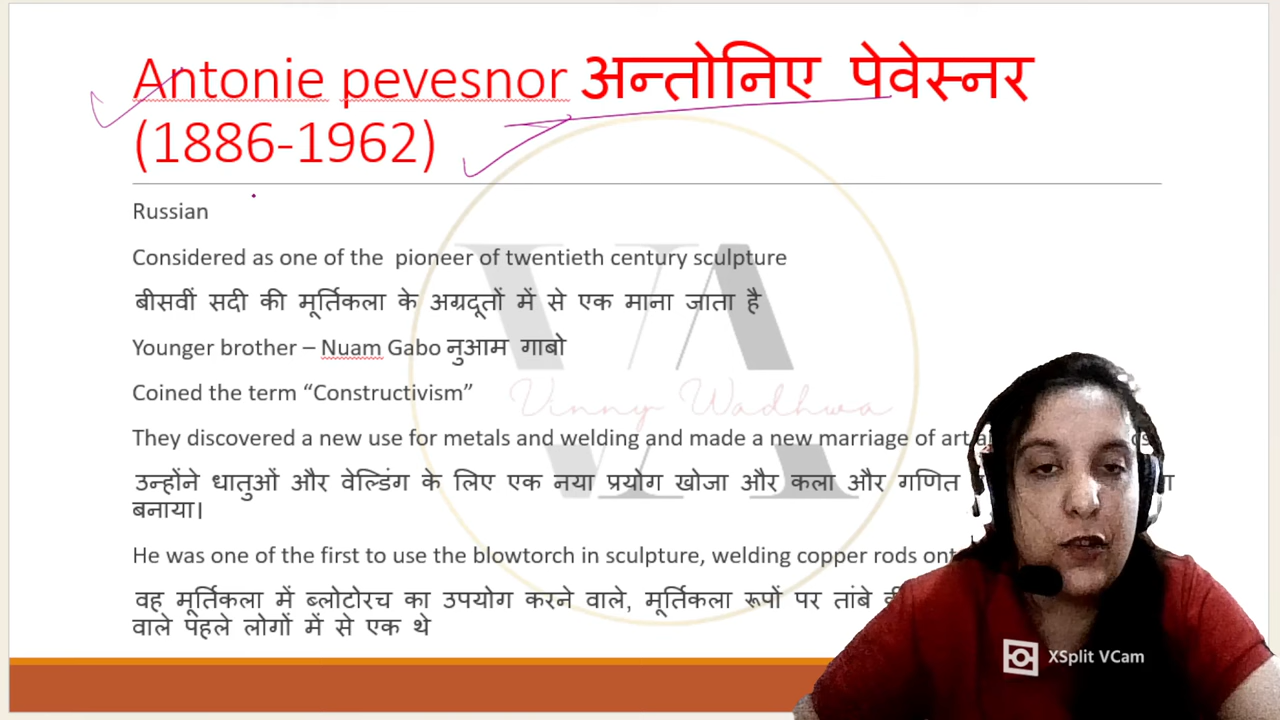 Antonie pevesnor अन्तोनिए पेवेस्नर
(1886-1962)
Russian
Considered as one of the pioneer of twentieth century sculpture
बीसवीं सदी की मूर्तिकला के अग्रदूतों में से एक माना जाता है
Younger brother – Nuam Gabo नुआम गाबो
Coined the term “Constructivism”
They discovered a new use for metals and welding and made a new marriage of art
उन्होंने धातुओं और वेल्डिंग के लिए एक नया प्रयोग खोजा और कला और गणित
बनाया।
He was one of the first to use the blowtorch in sculpture, welding copper rods
वह मूर्तिकला में ब्लोटोरच का उपयोग करने वाले, मूर्तिकला रूपों पर तांबे
वाले पहले लोगों में से एक थे
VA
Vinny Wadhwa
XSplit VCam